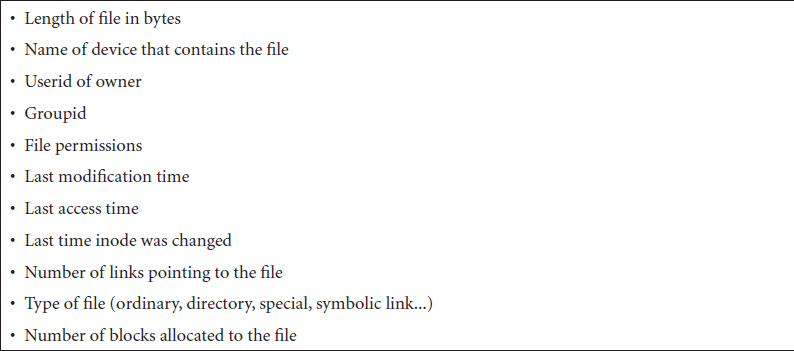 • Length of file in bytes
• Name of device that contains the file
• Userid of owner
• Groupid
• File permissions
• Last modification time
• Last access time
• Last time inode was changed
• Number of links pointing to the file
• Type of file (ordinary, directory, special, symbolic link...)
• Number of blocks allocated to the file